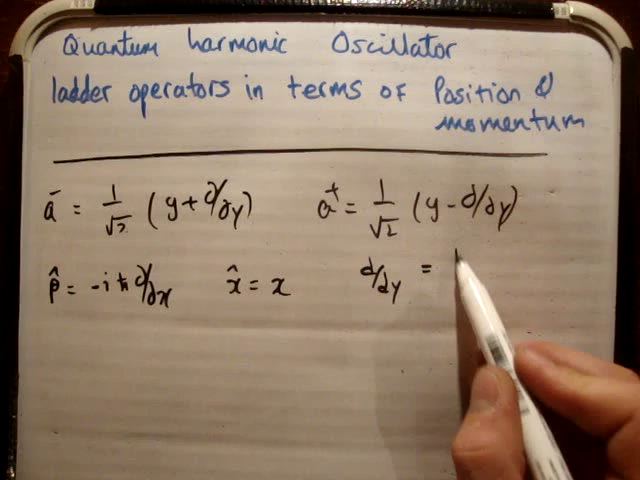 Quantum harmonic Oscillator
ladder operators in terms of Position &
momentum
a⁻ = 1/√2 (y + d/dy) a⁺ = 1/√2 (y - d/dy)
p̂ = -iħ d/dx x̂ = x d/dy =